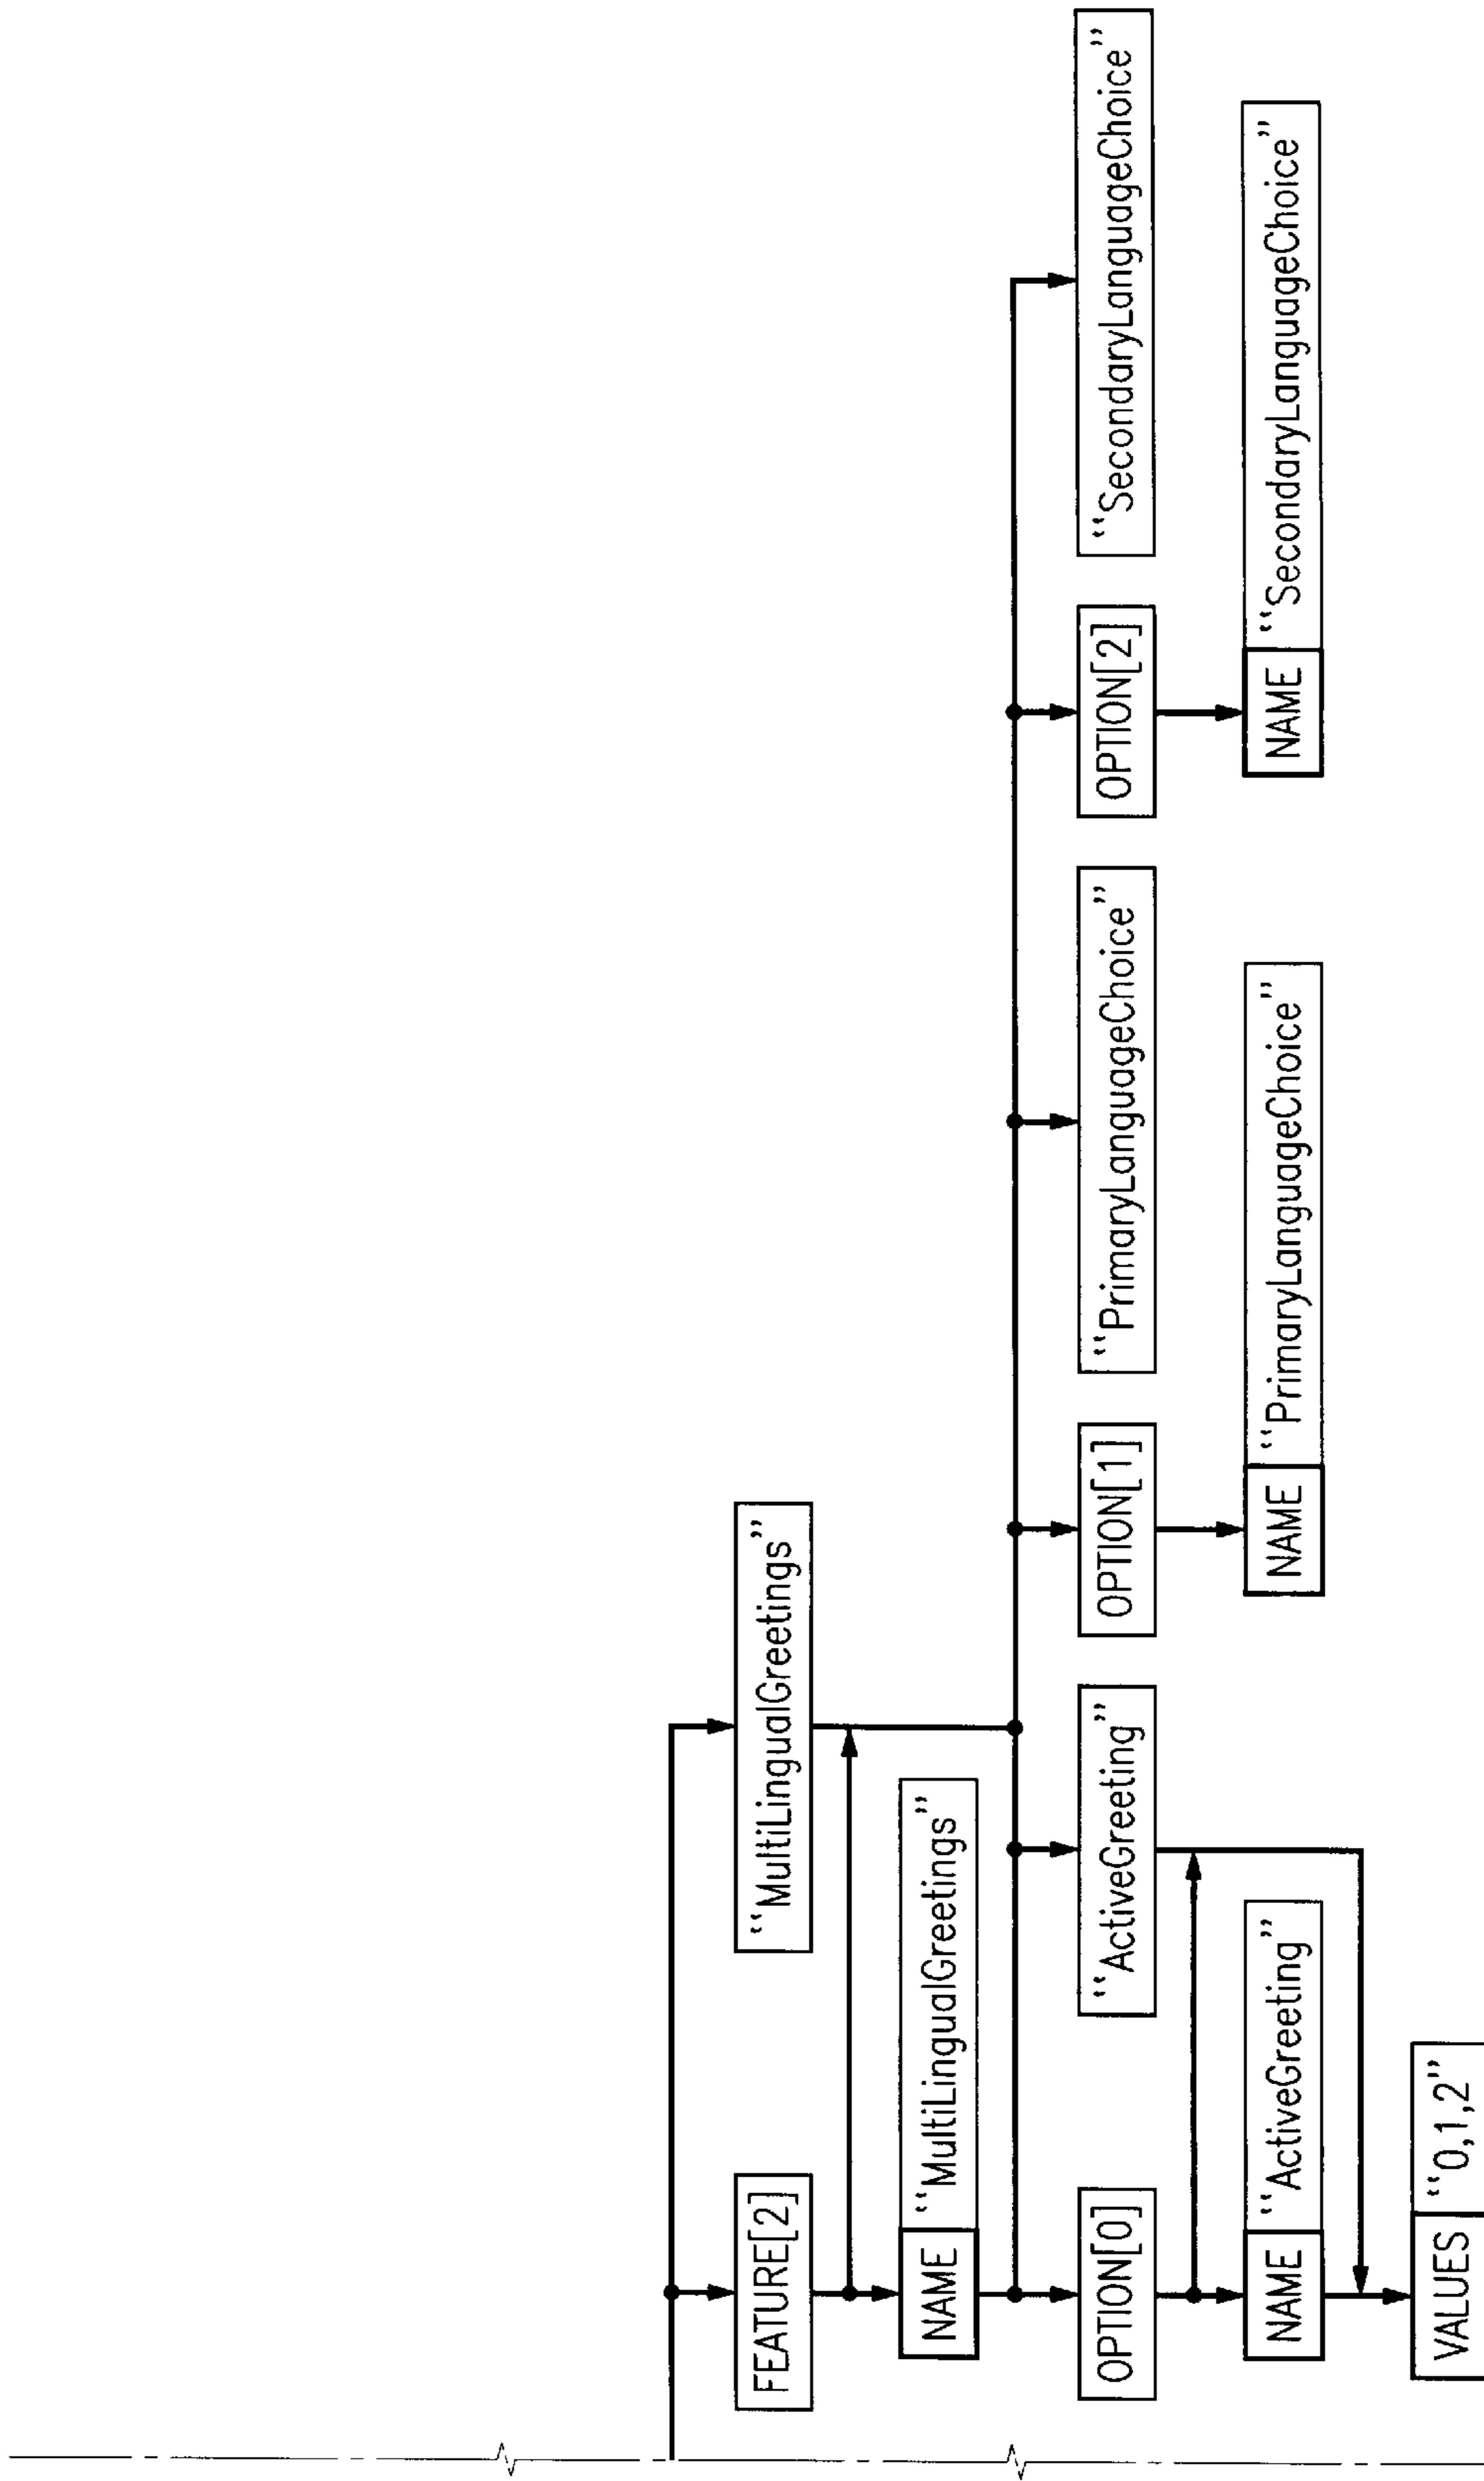 FEATURE[2]
“MultiLingualGreetings”
NAME “MultiLingualGreetings”
OPTION[0]
“ActiveGreeting”
OPTION[1]
“PrimaryLanguageChoice”
OPTION[2]
“SecondaryLanguageChoice”
NAME “ActiveGreeting”
NAME “PrimaryLanguageChoice”
NAME “SecondaryLanguageChoice”
VALUES “0,1,2”